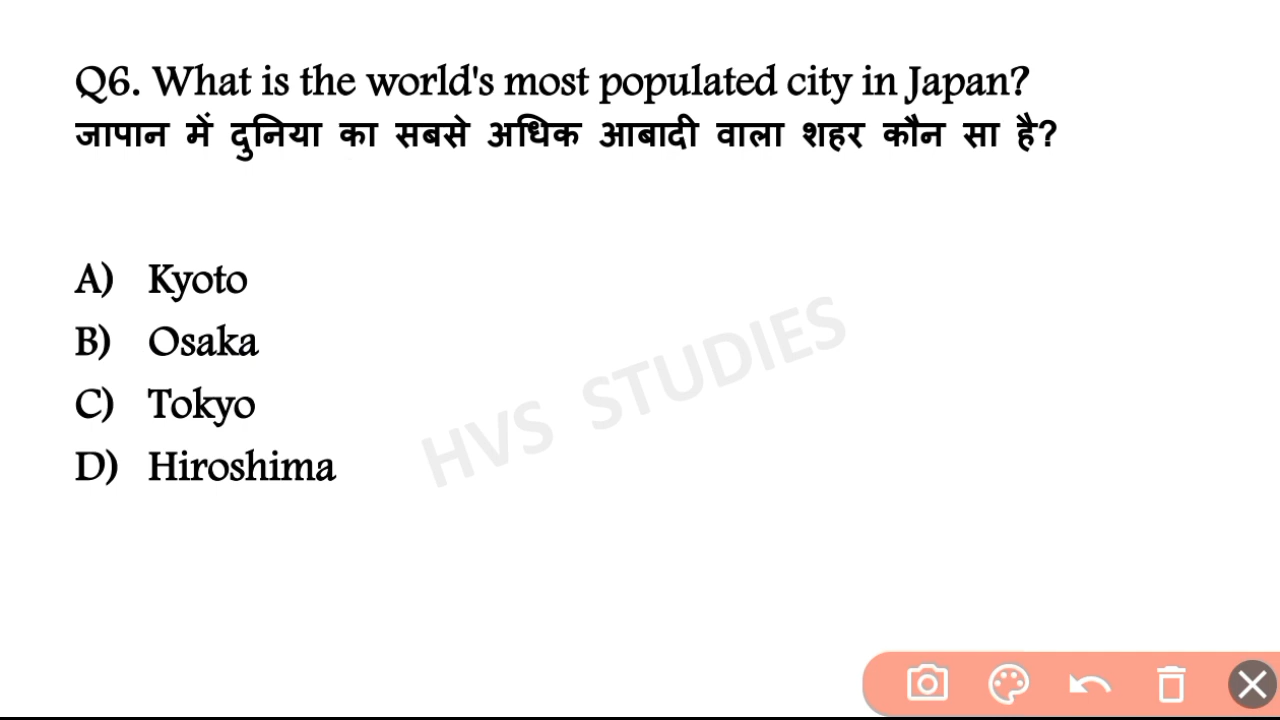 Q6. What is the world's most populated city in Japan?
जापान में दुनिया का सबसे अधिक आबादी वाला शहर कौन सा है?
A) Kyoto
B) Osaka
C) Tokyo
D) Hiroshima
HVS STUDIES